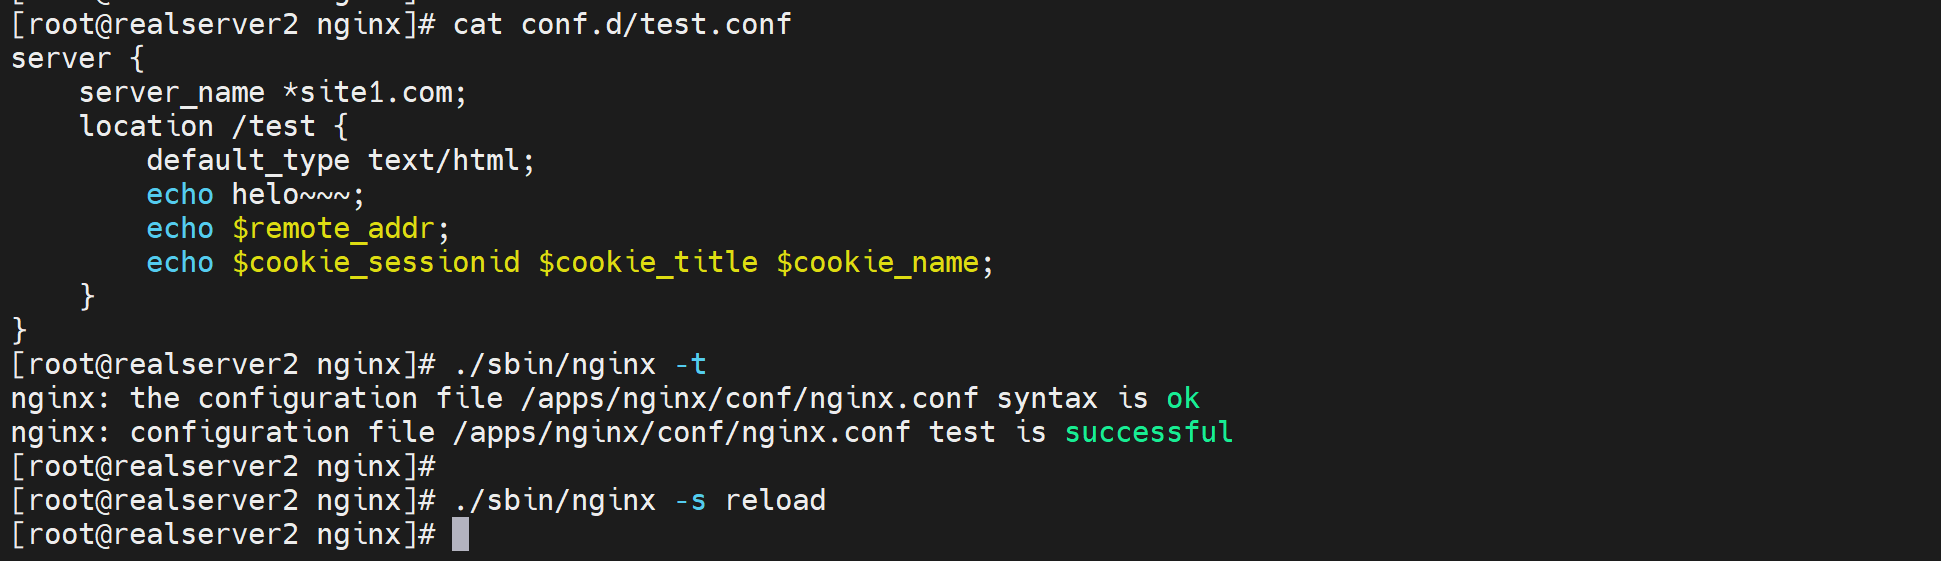 [root@realserver2 nginx]# cat conf.d/test.conf
server {
    server_name *site1.com;
    location /test {
        default_type text/html;
        echo helo~~~;
        echo $remote_addr;
        echo $cookie_sessionid $cookie_title $cookie_name;
    }
}
[root@realserver2 nginx]# ./sbin/nginx -t
nginx: the configuration file /apps/nginx/conf/nginx.conf syntax is ok
nginx: configuration file /apps/nginx/conf/nginx.conf test is successful
[root@realserver2 nginx]#
[root@realserver2 nginx]# ./sbin/nginx -s reload
[root@realserver2 nginx]#